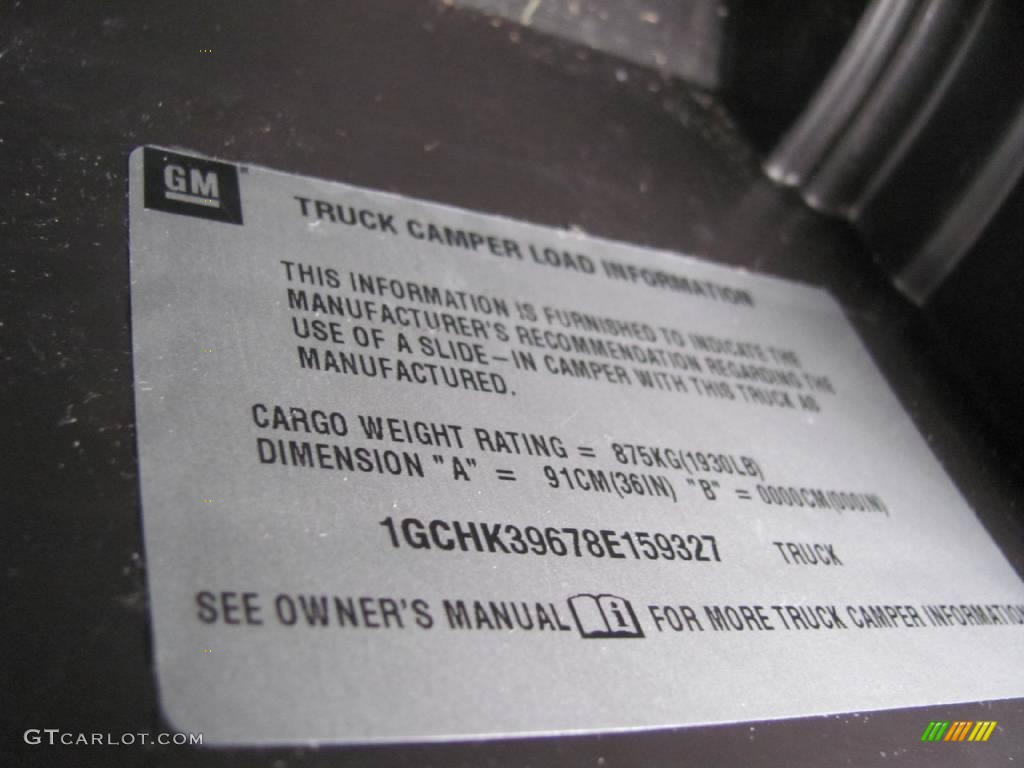 GM
TRUCK CAMPER LOAD INFORMATION
THIS INFORMATION IS FURNISHED TO INDICATE THE
MANUFACTURER'S RECOMMENDATION REGARDING THE
USE OF A SLIDE-IN CAMPER WITH THIS TRUCK AS
MANUFACTURED.
CARGO WEIGHT RATING = 875KG(1930LB)
DIMENSION "A" = 91CM(36IN) "B" = 0000CM(000IN)
1GCHK39678E159327 TRUCK
SEE OWNER'S MANUAL i FOR MORE TRUCK CAMPER INFORMATION
GTCARLOT.COM